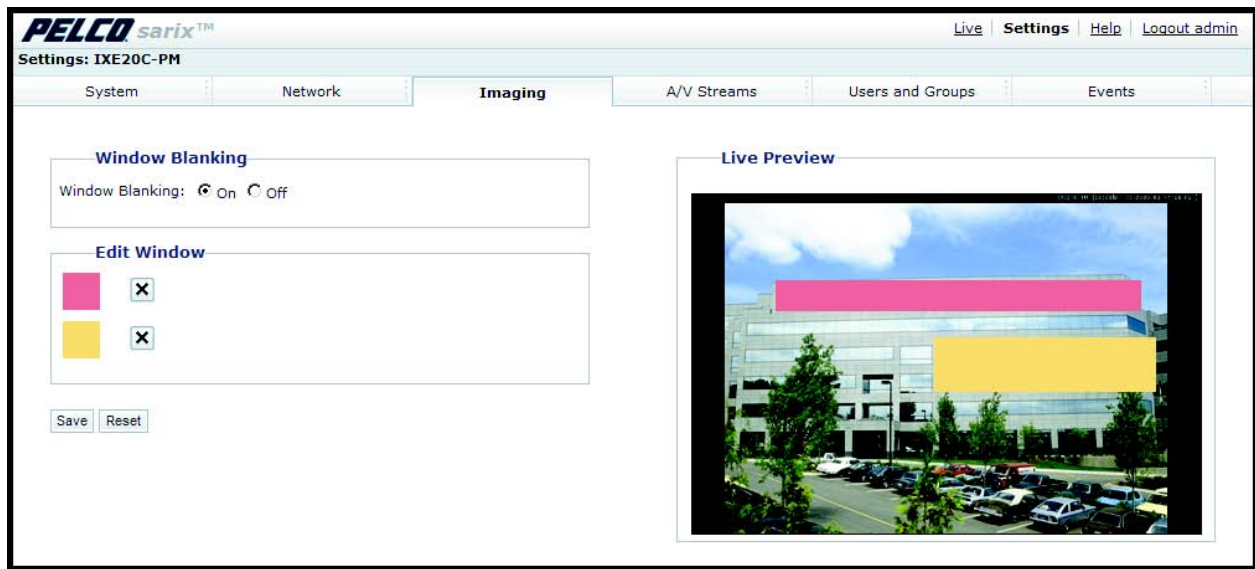 PELCO sarix™
Live Settings Help Logout admin
Settings: IXE20C-PM
System Network Imaging A/V Streams Users and Groups Events
Window Blanking
Window Blanking: On Off
Edit Window
Save Reset
Live Preview